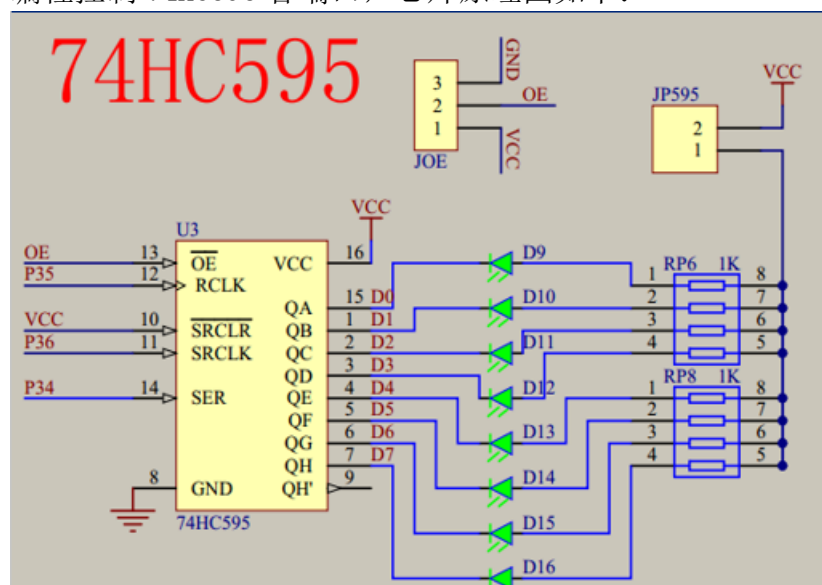 74HC595
GND
3
2
1
OE
JOE
VCC
VCC
JP595
2
1
VCC
U3
OE 13 OE VCC 16
P35 12 RCLK
QA 15 D0
VCC 10 SRCLR QB 1 D1
P36 11 SRCLK QC 2 D2
QD 3 D3
P34 14 SER QE 4 D4
QF 5 D5
QG 6 D6
QH 7 D7
8 GND QH' 9
74HC595
D9
D10
D11
D12
D13
D14
D15
D16
RP6 1K
1 8
2 7
3 6
4 5
RP8 1K
1 8
2 7
3 6
4 5